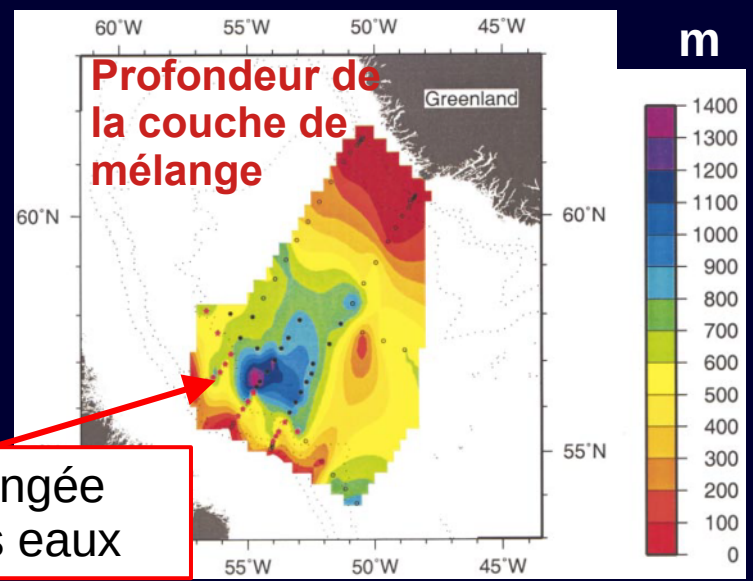 60°W 55°W 50°W 45°W
m
Profondeur de
la couche de
mélange
Greenland
1400
1300
1200
1100
1000
900
800
700
600
500
400
300
200
100
0
60°N 60°N
55°N
ngée
s eaux
55°W 50°W 45°W